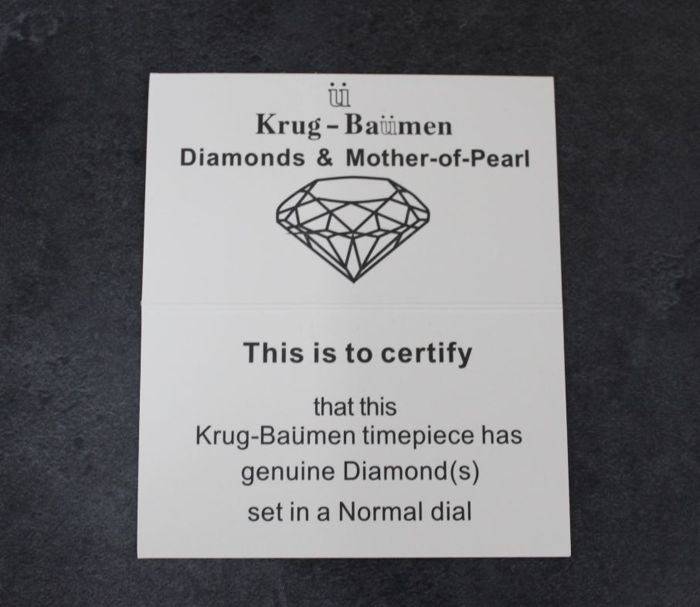 ü
Krug-Baümen
Diamonds & Mother-of-Pearl
This is to certify
that this
Krug-Baümen timepiece has
genuine Diamond(s)
set in a Normal dial